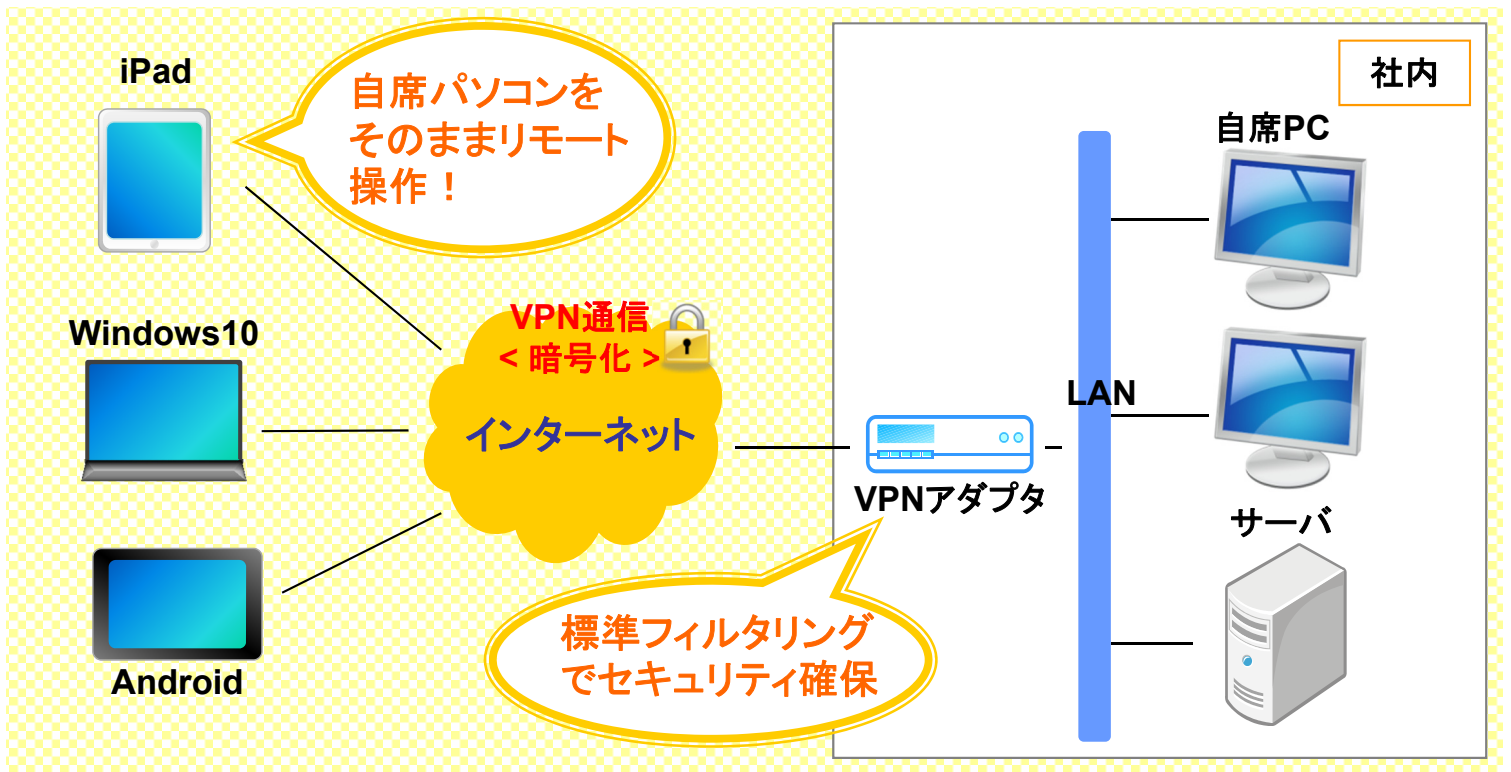 iPad
自席パソコンを
そのままリモート
操作！
社内
自席PC
Windows10
VPN通信
< 暗号化 >
インターネット
LAN
VPNアダプタ
サーバ
Android
標準フィルタリング
でセキュリティ確保